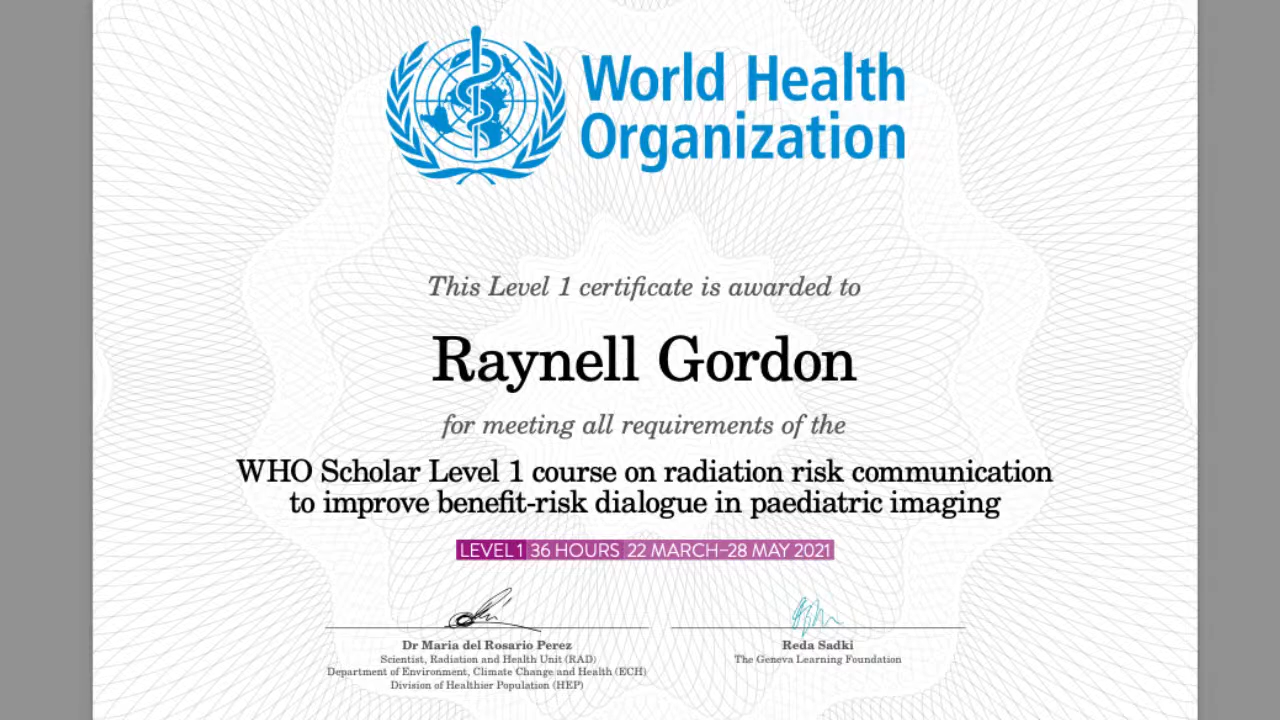 World Health
Organization
This Level 1 certificate is awarded to
Raynell Gordon
for meeting all requirements of the
WHO Scholar Level 1 course on radiation risk communication
to improve benefit-risk dialogue in paediatric imaging
LEVEL 1 36 HOURS 22 MARCH–28 MAY 2021
Dr Maria del Rosario Perez
Scientist, Radiation and Health Unit (RAD)
Department of Environment, Climate Change and Health (ECH)
Division of Healthier Population (HEP)
Reda Sadki
The Geneva Learning Foundation